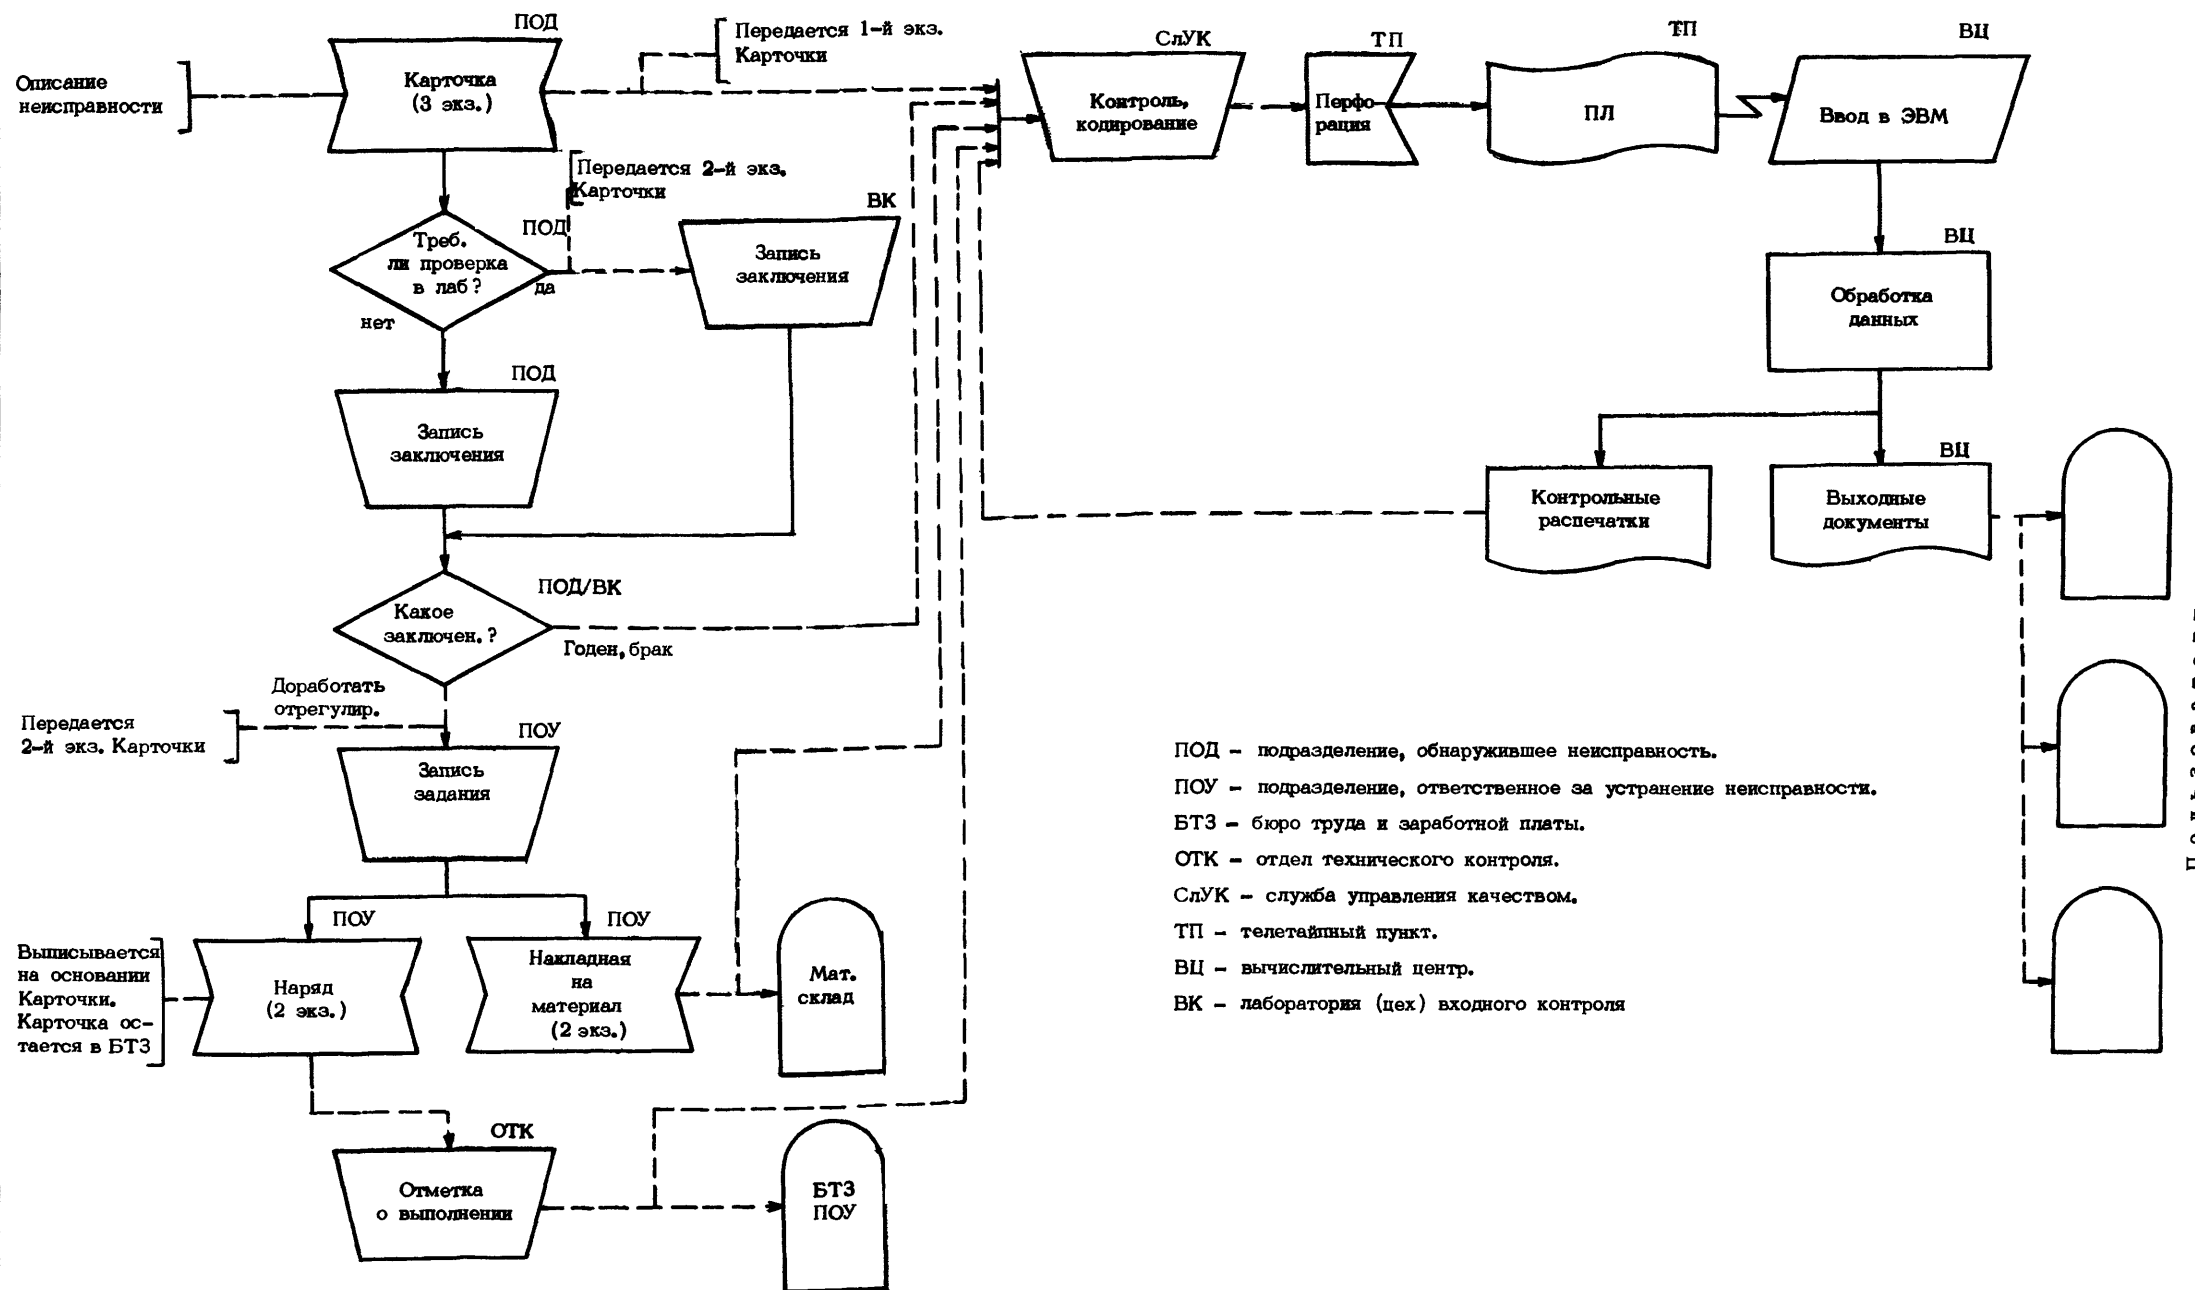 ПОД
Описание
неисправности
Карточка
(3 экз.)
Передается 1-й экз.
Карточки
СлУК
Контроль,
кодирование
ТП
Перфо-
рация
ТП
ПЛ
ВЦ
Ввод в ЭВМ
Передается 2-й экз.
Карточки
ПОД
Треб.
ли проверка
в лаб?
да
нет
ВК
Запись
заключения
ВЦ
Обработка
данных
ПОД
Запись
заключения
Контрольные
распечатки
ВЦ
Выходные
документы
ПОД/ВК
Какое
заключен.?
Годен, брак
Доработать
отрегулир.
Передается
2-й экз. Карточки
ПОУ
Запись
задания
ПОУ
Выписывается
на основании
Карточки.
Карточка ос-
тается в БТЗ
Наряд
(2 экз.)
ПОУ
Накладная
на
материал
(2 экз.)
Мат.
склад
ОТК
Отметка
о выполнении
БТЗ
ПОУ
ПОД - подразделение, обнаружившее неисправность.
ПОУ - подразделение, ответственное за устранение неисправности.
БТЗ - бюро труда и заработной платы.
ОТК - отдел технического контроля.
СлУК - служба управления качеством.
ТП - телетайпный пункт.
ВЦ - вычислительный центр.
ВК - лаборатория (цех) входного контроля